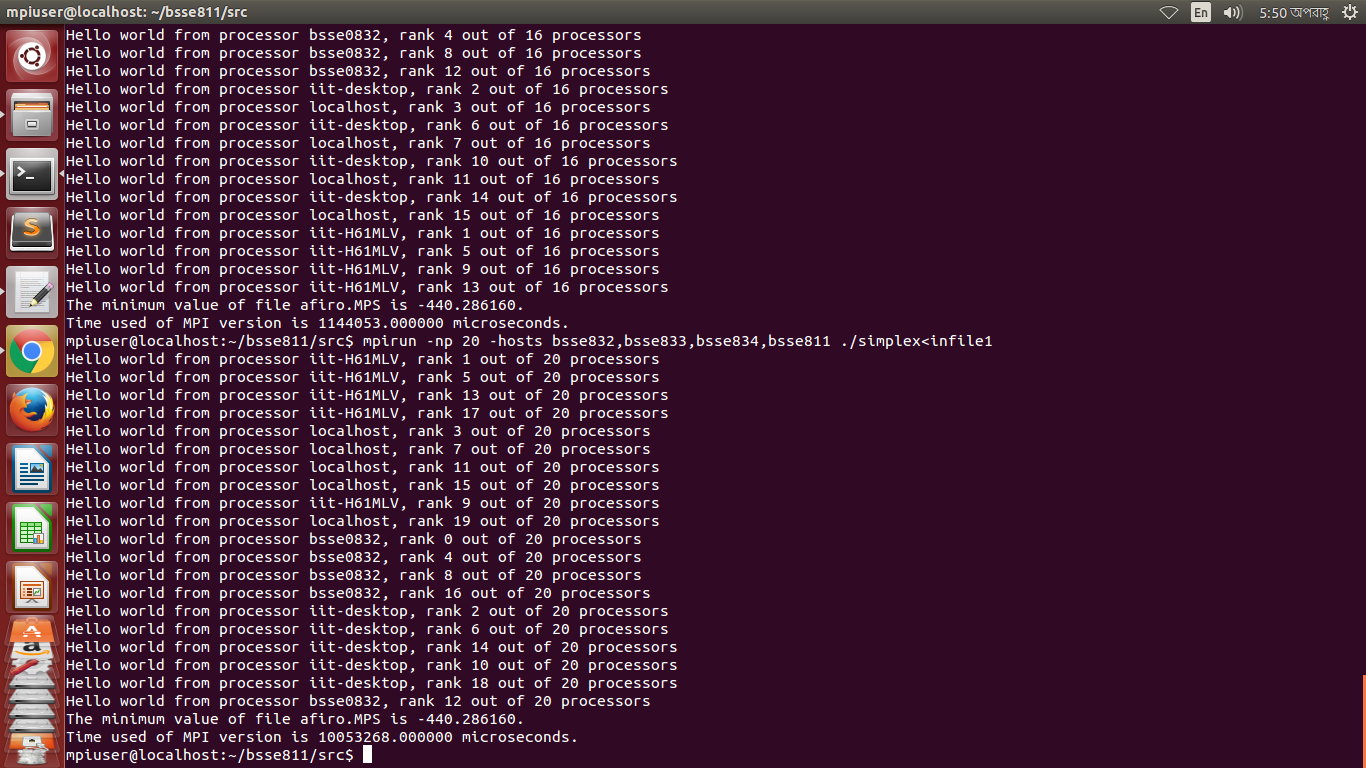 mpiuser@localhost: ~/bsse811/src
En
5:50 অপরাহ্ণ
Hello world from processor bsse0832, rank 4 out of 16 processors
Hello world from processor bsse0832, rank 8 out of 16 processors
Hello world from processor bsse0832, rank 12 out of 16 processors
Hello world from processor iit-desktop, rank 2 out of 16 processors
Hello world from processor localhost, rank 3 out of 16 processors
Hello world from processor iit-desktop, rank 6 out of 16 processors
Hello world from processor localhost, rank 7 out of 16 processors
Hello world from processor iit-desktop, rank 10 out of 16 processors
Hello world from processor localhost, rank 11 out of 16 processors
Hello world from processor iit-desktop, rank 14 out of 16 processors
Hello world from processor localhost, rank 15 out of 16 processors
Hello world from processor iit-H61MLV, rank 1 out of 16 processors
Hello world from processor iit-H61MLV, rank 5 out of 16 processors
Hello world from processor iit-H61MLV, rank 9 out of 16 processors
Hello world from processor iit-H61MLV, rank 13 out of 16 processors
The minimum value of file afiro.MPS is -440.286160.
Time used of MPI version is 1144053.000000 microseconds.
mpiuser@localhost:~/bsse811/src$ mpirun -np 20 -hosts bsse832,bsse833,bsse834,bsse811 ./simplex<infile1
Hello world from processor iit-H61MLV, rank 1 out of 20 processors
Hello world from processor iit-H61MLV, rank 5 out of 20 processors
Hello world from processor iit-H61MLV, rank 13 out of 20 processors
Hello world from processor iit-H61MLV, rank 17 out of 20 processors
Hello world from processor localhost, rank 3 out of 20 processors
Hello world from processor localhost, rank 7 out of 20 processors
Hello world from processor localhost, rank 11 out of 20 processors
Hello world from processor localhost, rank 15 out of 20 processors
Hello world from processor iit-H61MLV, rank 9 out of 20 processors
Hello world from processor localhost, rank 19 out of 20 processors
Hello world from processor bsse0832, rank 0 out of 20 processors
Hello world from processor bsse0832, rank 4 out of 20 processors
Hello world from processor bsse0832, rank 8 out of 20 processors
Hello world from processor bsse0832, rank 16 out of 20 processors
Hello world from processor iit-desktop, rank 2 out of 20 processors
Hello world from processor iit-desktop, rank 6 out of 20 processors
Hello world from processor iit-desktop, rank 14 out of 20 processors
Hello world from processor iit-desktop, rank 10 out of 20 processors
Hello world from processor iit-desktop, rank 18 out of 20 processors
Hello world from processor bsse0832, rank 12 out of 20 processors
The minimum value of file afiro.MPS is -440.286160.
Time used of MPI version is 10053268.000000 microseconds.
mpiuser@localhost:~/bsse811/src$